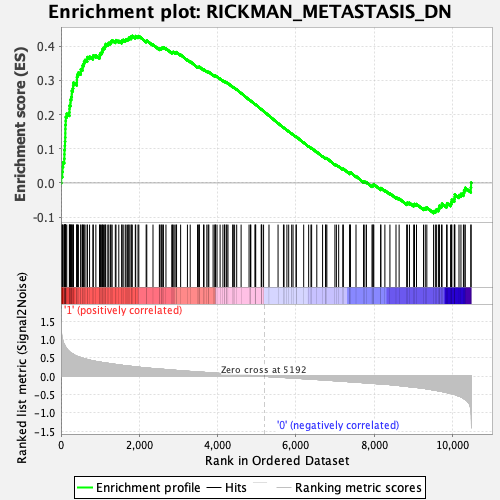 Enrichment plot: RICKMAN_METASTASIS_DN
Enrichment score (ES)
0.4
0.3
0.2
0.1
0.0
-0.1
'1' (positively correlated)
Ranked list metric (Signal2Noise)
1.5
1.0
0.5
0.0
-0.5
-1.0
-1.5
Zero cross at 5192
'0' (negatively correlated)
0
2,000
4,000
6,000
8,000
10,000
Rank in Ordered Dataset
Enrichment profile
Hits
Ranking metric scores